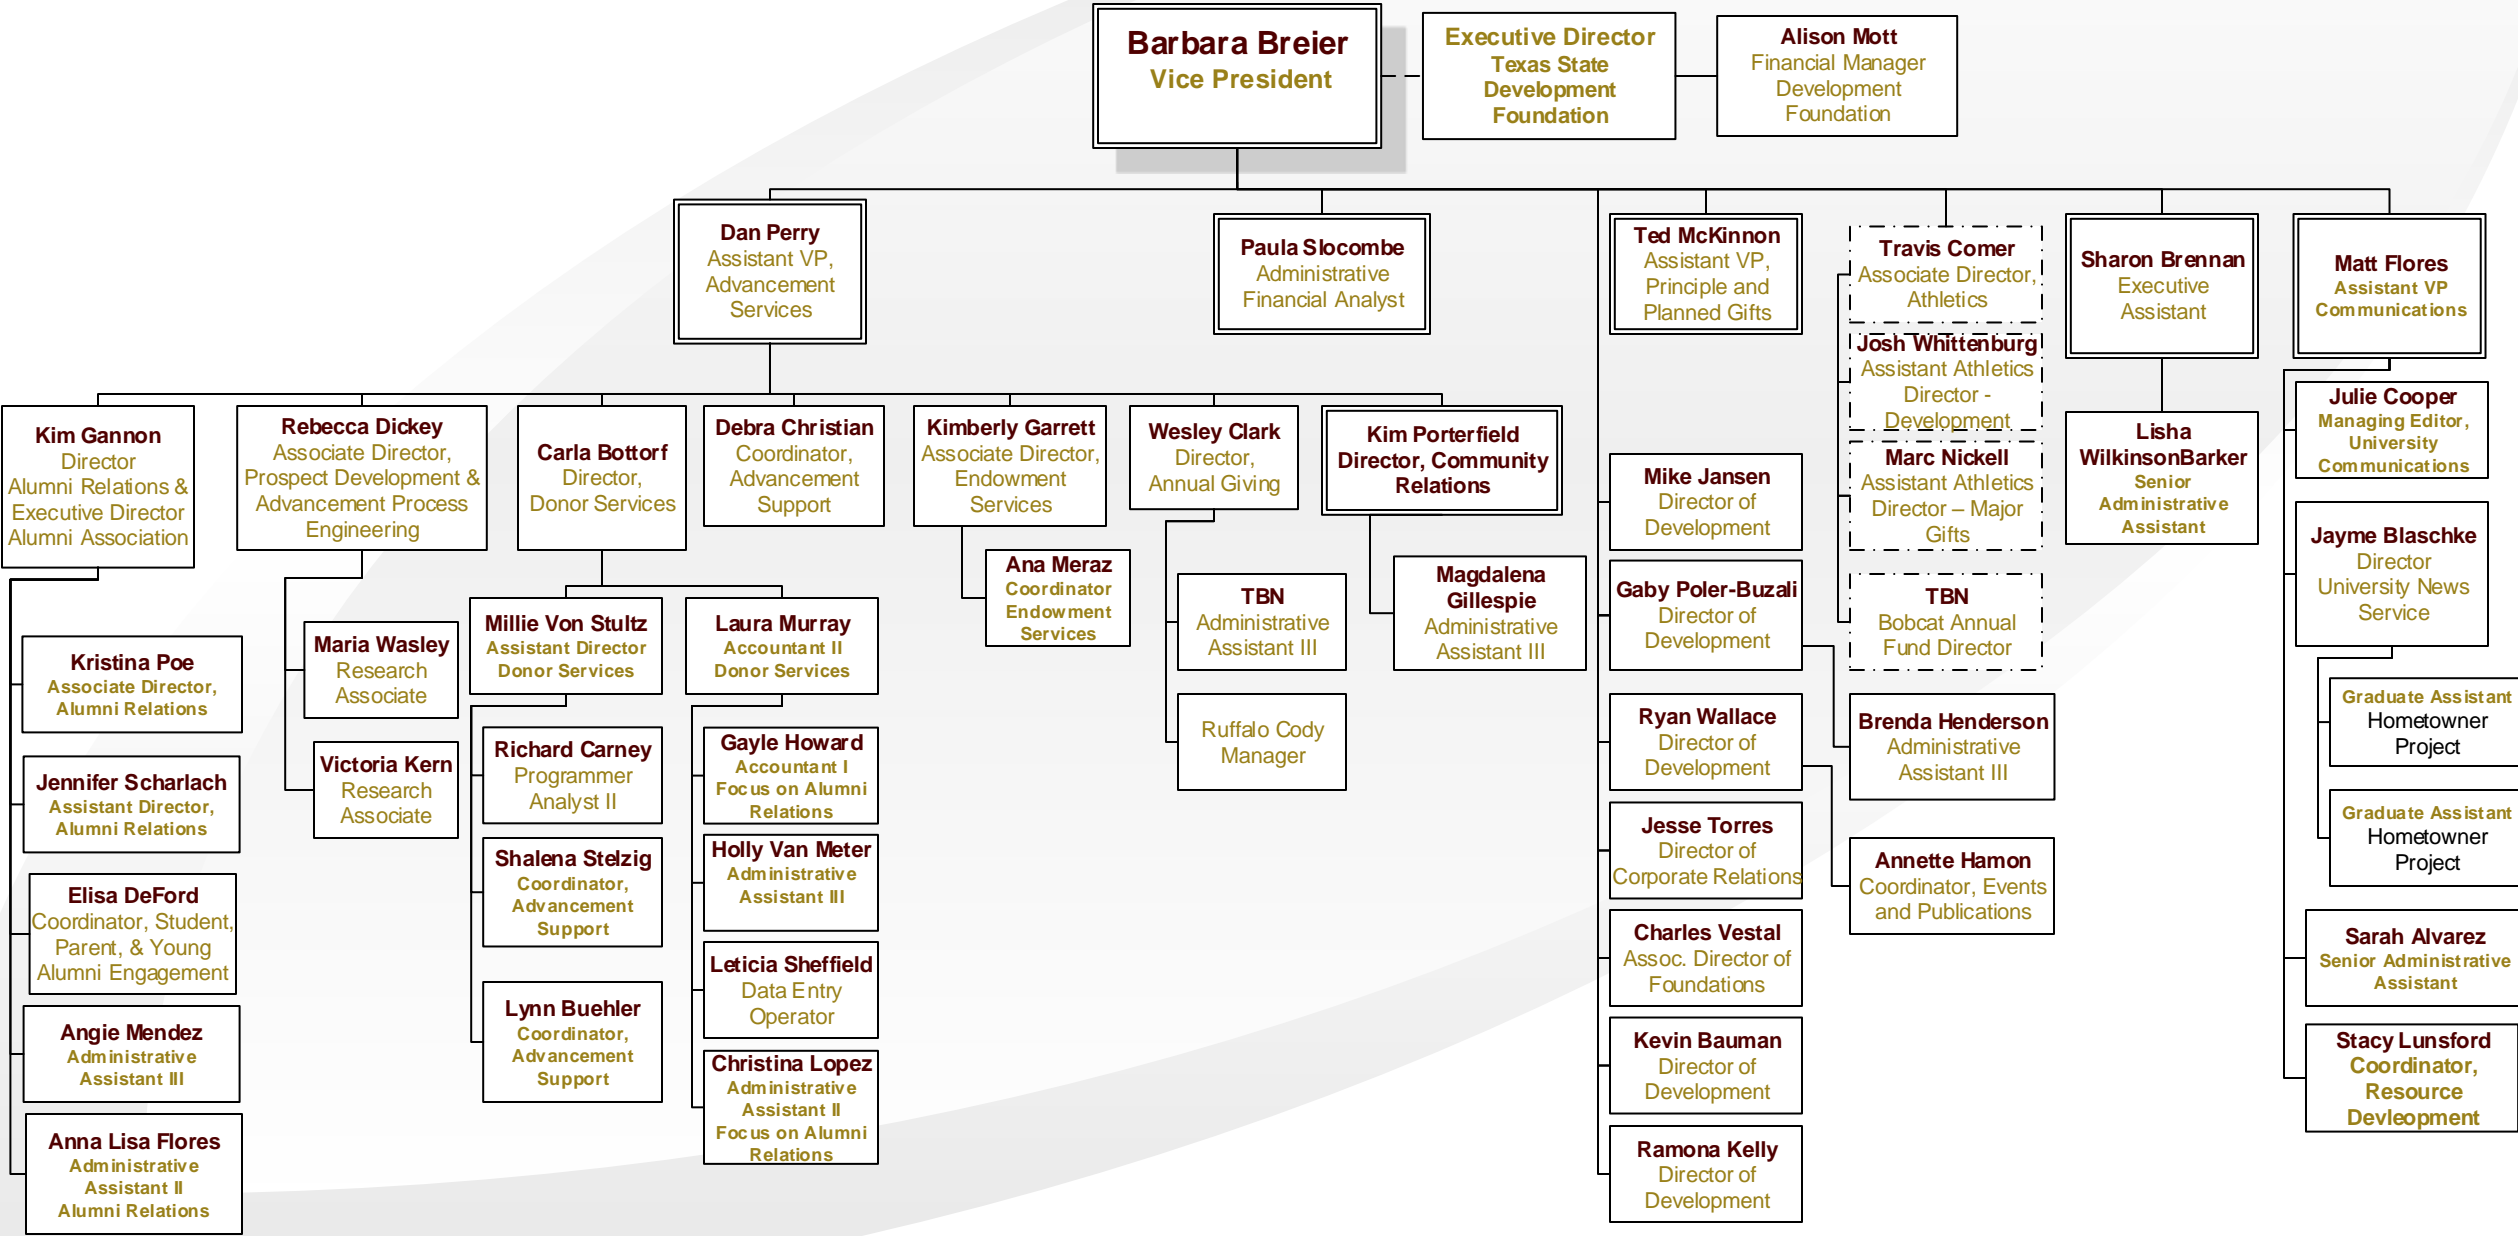 Barbara Breier
Vice President
Executive Director
Texas State
Development
Foundation
Alison Mott
Financial Manager
Development
Foundation
Dan Perry
Assistant VP,
Advancement
Services
Paula Slocombe
Administrative
Financial Analyst
Ted McKinnon
Assistant VP,
Principle and
Planned Gifts
Travis Comer
Associate Director,
Athletics
Josh Whittenburg
Assistant Athletics
Director -
Development
Marc Nickell
Assistant Athletics
Director – Major
Gifts
TBN
Bobcat Annual
Fund Director
Sharon Brennan
Executive
Assistant
Lisha
WilkinsonBarker
Senior
Administrative
Assistant
Matt Flores
Assistant VP
Communications
Julie Cooper
Managing Editor,
University
Communications
Jayme Blaschke
Director
University News
Service
Graduate Assistant
Hometowner
Project
Graduate Assistant
Hometowner
Project
Sarah Alvarez
Senior Administrative
Assistant
Stacy Lunsford
Coordinator,
Resource
Devleopment
Kim Gannon
Director
Alumni Relations &
Executive Director
Alumni Association
Kristina Poe
Associate Director,
Alumni Relations
Jennifer Scharlach
Assistant Director,
Alumni Relations
Elisa DeFord
Coordinator, Student,
Parent, & Young
Alumni Engagement
Angie Mendez
Administrative
Assistant III
Anna Lisa Flores
Administrative
Assistant II
Alumni Relations
Rebecca Dickey
Associate Director,
Prospect Development &
Advancement Process
Engineering
Maria Wasley
Research
Associate
Victoria Kern
Research
Associate
Carla Bottorf
Director,
Donor Services
Millie Von Stultz
Assistant Director
Donor Services
Richard Carney
Programmer
Analyst II
Shalena Stelzig
Coordinator,
Advancement
Support
Lynn Buehler
Coordinator,
Advancement
Support
Laura Murray
Accountant II
Donor Services
Gayle Howard
Accountant I
Focus on Alumni
Relations
Holly Van Meter
Administrative
Assistant III
Leticia Sheffield
Data Entry
Operator
Christina Lopez
Administrative
Assistant II
Focus on Alumni
Relations
Debra Christian
Coordinator,
Advancement
Support
Kimberly Garrett
Associate Director,
Endowment
Services
Ana Meraz
Coordinator
Endowment
Services
Wesley Clark
Director,
Annual Giving
TBN
Administrative
Assistant III
Ruffalo Cody
Manager
Kim Porterfield
Director, Community
Relations
Magdalena
Gillespie
Administrative
Assistant III
Mike Jansen
Director of
Development
Gaby Poler-Buzali
Director of
Development
Brenda Henderson
Administrative
Assistant III
Ryan Wallace
Director of
Development
Annette Hamon
Coordinator, Events
and Publications
Jesse Torres
Director of
Corporate Relations
Charles Vestal
Assoc. Director of
Foundations
Kevin Bauman
Director of
Development
Ramona Kelly
Director of
Development